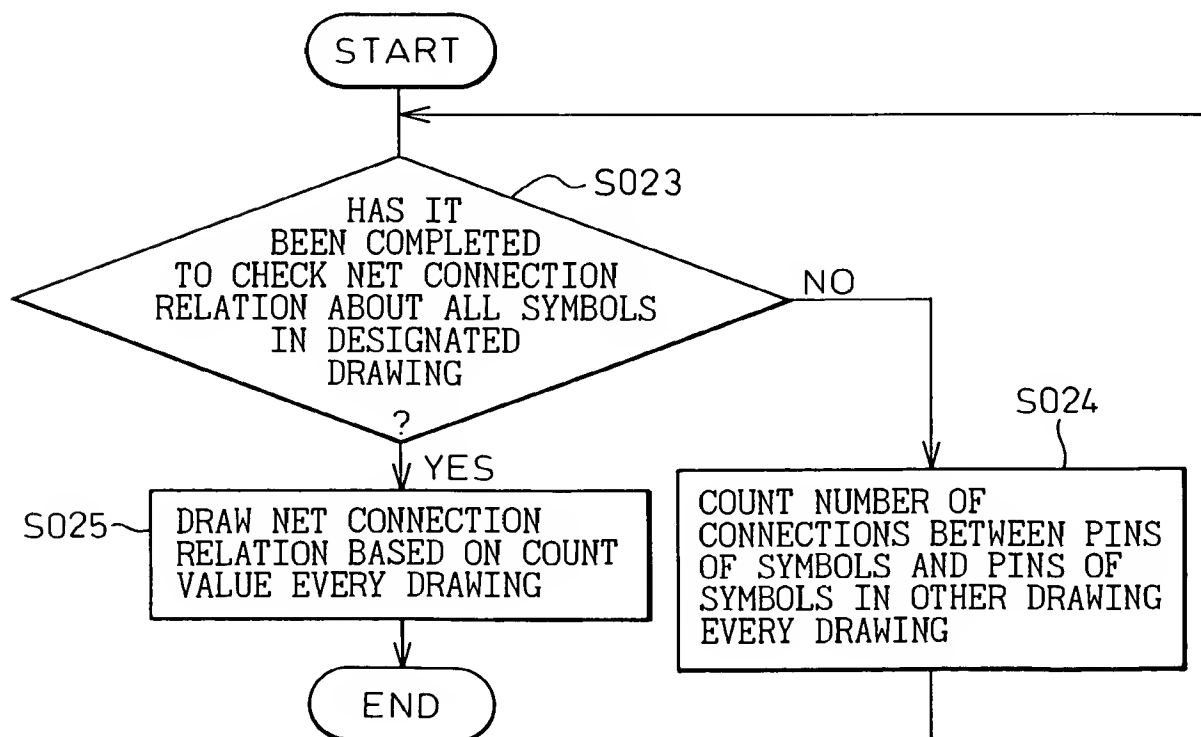 START
S023
HAS IT
BEEN COMPLETED
TO CHECK NET CONNECTION
RELATION ABOUT ALL SYMBOLS
IN DESIGNATED
DRAWING
?
NO
YES
S024
COUNT NUMBER OF
CONNECTIONS BETWEEN PINS
OF SYMBOLS AND PINS OF
SYMBOLS IN OTHER DRAWING
EVERY DRAWING
S025
DRAW NET CONNECTION
RELATION BASED ON COUNT
VALUE EVERY DRAWING
END